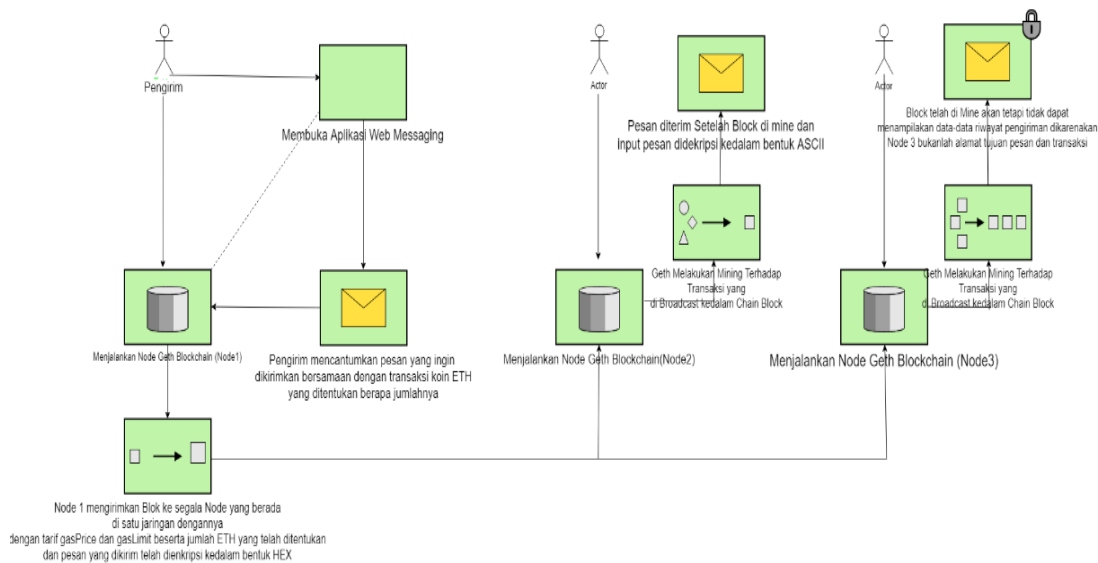 Pengirim
Membuka Aplikasi Web Messaging
Menjalankan Node Geth Blockchain (Node1)
Pengirim mencantumkan pesan yang ingin
dikirimkan bersamaan dengan transaksi koin ETH
yang ditentukan berapa jumlahnya
Node 1 mengirimkan Blok ke segala Node yang berada
di satu jaringan dengannya
dengan tarif gasPrice dan gasLimit beserta jumlah ETH yang telah ditentukan
dan pesan yang dikirim telah dienkripsi kedalam bentuk HEX
Actor
Pesan diterim Setelah Block di mine dan
Input pesan didekripsi kedalam bentuk ASCII
Geth Melakukan Mining Terhadap
Transaksi yang
di Broadcast kedalam Chain Block
Menjalankan Node Geth Blockchain(Node2)
Actor
Block telah di Mine akan tetapi tidak dapat
menampilakan data-data riwayat pengiriman dikarenakan
Node 3 bukanlah alamat tujuan pesan dan transaksi
Geth Melakukan Mining Terhadap
Transaksi yang
di Broadcast kedalam Chain Block
Menjalankan Node Geth Blockchain (Node3)